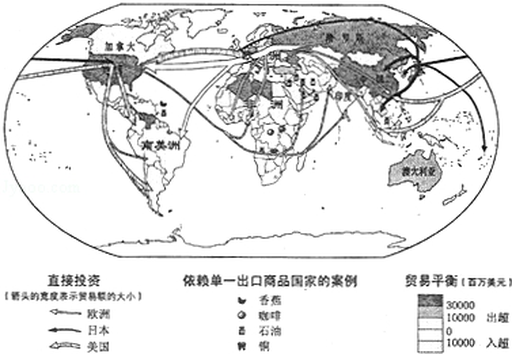 加拿大
俄罗斯
洲
中国
印度
洲
南美洲
澳大利亚
直接投资
(箭头的宽度表示贸易额的大小)
欧洲
日本
美国
依赖单一出口商品国家的案例
香蕉
咖啡
石油
铜
贸易平衡(百万美元)
30000
10000 出超
0
10000 入超